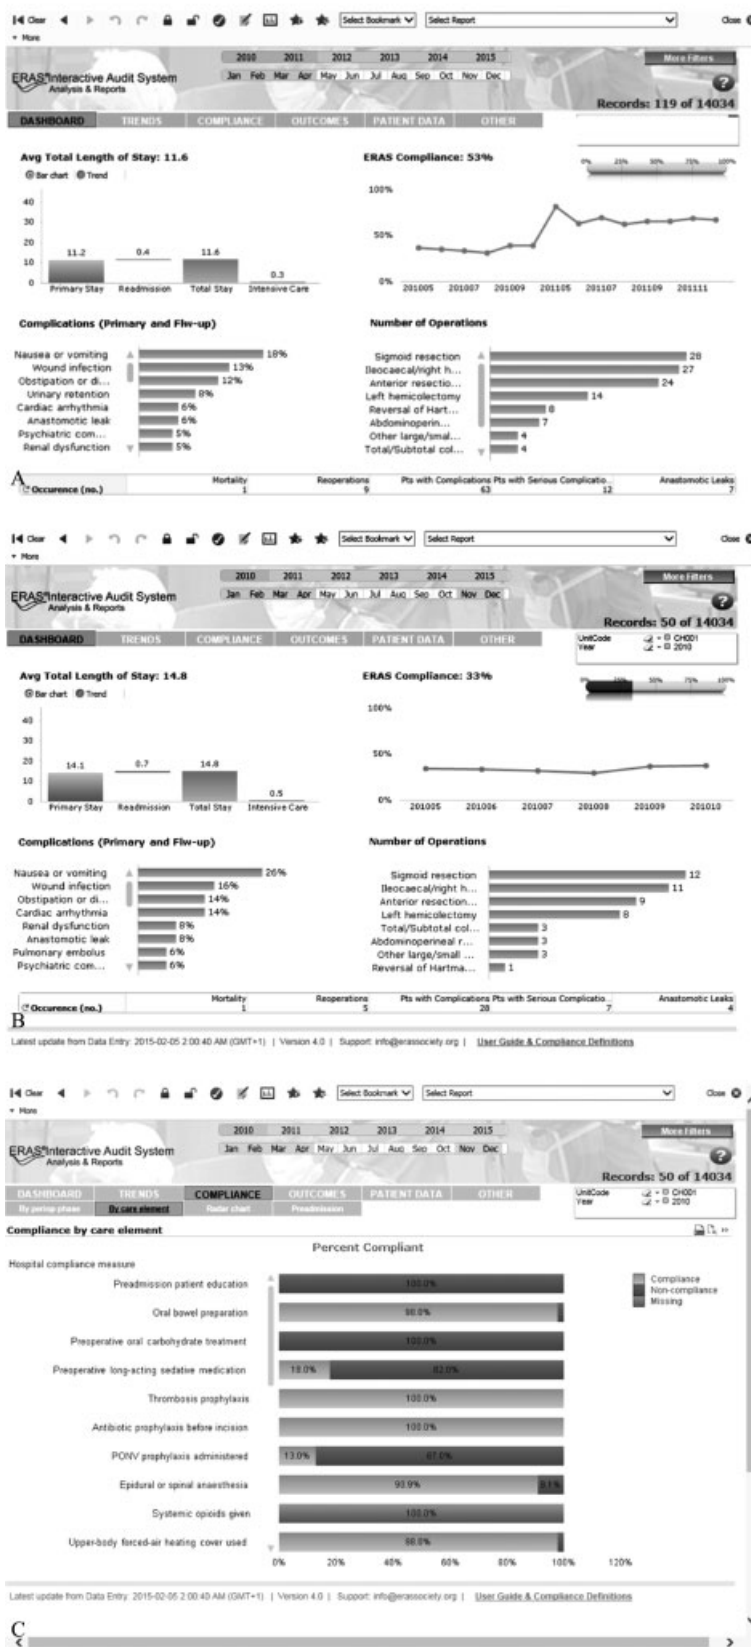 Clear Select Bookmark Select Report Close
More
2010 2011 2012 2013 2014 2015 More Filters
ERAS®Interactive Audit System Jan Feb Mar Apr May Jun Jul Aug Sep Oct Nov Dec
Analysis & Reports ?
Records: 119 of 14034
DASHBOARD TRENDS COMPLIANCE OUTCOMES PATIENT DATA OTHER
Avg Total Length of Stay: 11.6 ERAS Compliance: 53%
Bar chart Trend 0% 25% 50% 75% 100%
100%
50%
0%
40
30
20
10
0
11.2 0.4 11.6 0.3
Primary Stay Readmission Total Stay Intensive Care
201005 201007 201009 201105 201107 201109 201111
Complications (Primary and Flw-up) Number of Operations
Nausea or vomiting 18%
Wound infection 13%
Obstipation or di... 12%
Urinary retention 8%
Cardiac arrhythmia 6%
Anastomotic leak 6%
Psychiatric com... 5%
Renal dysfunction 5%
Sigmoid resection 28
Ileocaecal/right h... 27
Anterior resectio... 24
Left hemicolectomy 14
Reversal of Hart... 8
Abdominoperin... 7
Other large/smal... 4
Total/Subtotal col... 4
A
Mortality Reoperations Pts with Complications Pts with Serious Complicatio... Anastomotic Leaks
Occurence (no.) 1 9 63 12 7
Clear Select Bookmark Select Report Close
More
2010 2011 2012 2013 2014 2015 More Filters
ERAS®Interactive Audit System Jan Feb Mar Apr May Jun Jul Aug Sep Oct Nov Dec
Analysis & Reports ?
Records: 50 of 14034
DASHBOARD TRENDS COMPLIANCE OUTCOMES PATIENT DATA OTHER
UnitCode CH001
Year 2010
Avg Total Length of Stay: 14.8 ERAS Compliance: 33%
Bar chart Trend 0% 50% 75% 100%
100%
50%
0%
40
30
20
10
0
14.1 0.7 14.8 0.5
Primary Stay Readmission Total Stay Intensive Care
201005 201006 201007 201008 201009 201010
Complications (Primary and Flw-up) Number of Operations
Nausea or vomiting 26%
Wound infection 16%
Obstipation or di... 14%
Cardiac arrhythmia 14%
Renal dysfunction 8%
Anastomotic leak 8%
Pulmonary embolus 6%
Psychiatric com... 6%
Sigmoid resection 12
Ileocaecal/right h... 11
Anterior resection... 9
Left hemicolectomy 8
Total/Subtotal col... 3
Abdominoperineal r... 3
Other large/small ... 3
Reversal of Hartma... 1
B
Mortality Reoperations Pts with Complications Pts with Serious Complicatio... Anastomotic Leaks
Occurence (no.) 1 5 28 7 4
Latest update from Data Entry: 2015-02-05 2:00:40 AM (GMT+1) | Version 4.0 | Support: info@erassociety.org | User Guide & Compliance Definitions
Clear Select Bookmark Select Report Close
More
2010 2011 2012 2013 2014 2015 More Filters
ERAS®Interactive Audit System Jan Feb Mar Apr May Jun Jul Aug Sep Oct Nov Dec
Analysis & Reports ?
Records: 50 of 14034
DASHBOARD TRENDS COMPLIANCE OUTCOMES PATIENT DATA OTHER
By periop phase By care element Radar chart Preadmission
UnitCode CH001
Year 2010
Compliance by care element
Percent Compliant
Hospital compliance measure
Compliance
Non-compliance
Missing
Preadmission patient education 100.0%
Oral bowel preparation 98.0%
Preoperative oral carbohydrate treatment 100.0%
Preoperative long-acting sedative medication 18.0% 82.0%
Thrombosis prophylaxis 100.0%
Antibiotic prophylaxis before incision 100.0%
PONV prophylaxis administered 13.0% 87.0%
Epidural or spinal anaesthesia 90.9% 9.1%
Systemic opioids given 100.0%
Upper-body forced-air heating cover used 98.0%
0% 20% 40% 60% 80% 100% 120%
Latest update from Data Entry: 2015-02-05 2:00:40 AM (GMT+1) | Version 4.0 | Support: info@erassociety.org | User Guide & Compliance Definitions
C